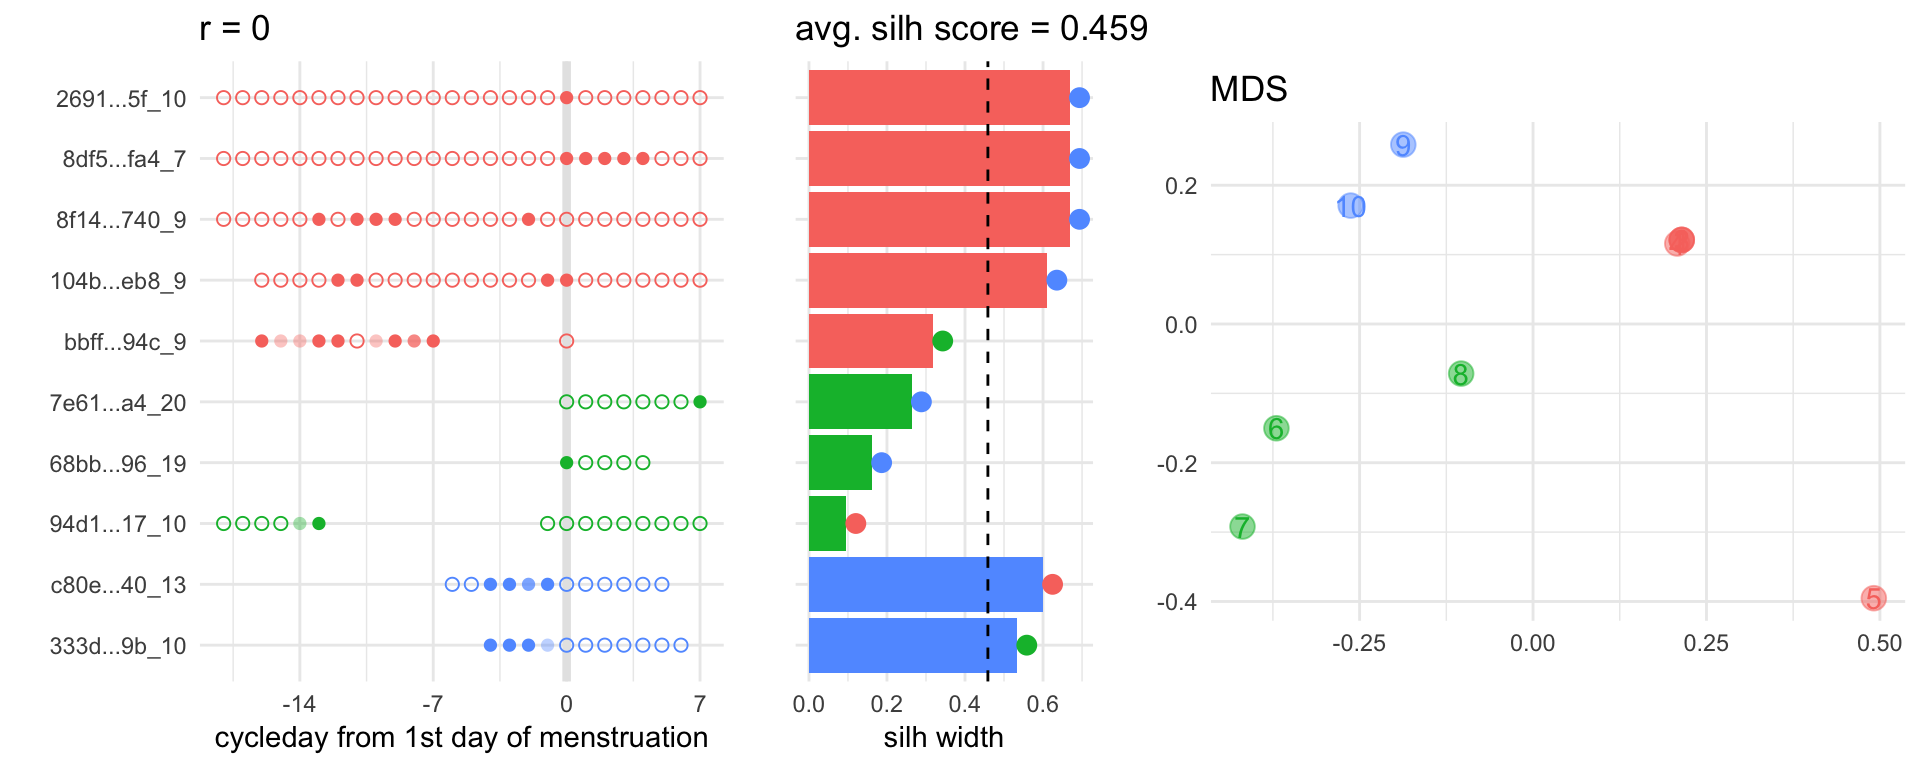 r = 0
2691...5f_10
8df5...fa4_7
8f14...740_9
104b...eb8_9
bbff...94c_9
7e61...a4_20
68bb...96_19
94d1...17_10
c80e...40_13
333d...9b_10
-14 -7 0 7
cycleday from 1st day of menstruation
avg. silh score = 0.459
0.0 0.2 0.4 0.6
silh width
MDS
0.2
0.0
-0.2
-0.4
9
10
8
6
7
5
-0.25 0.00 0.25 0.50